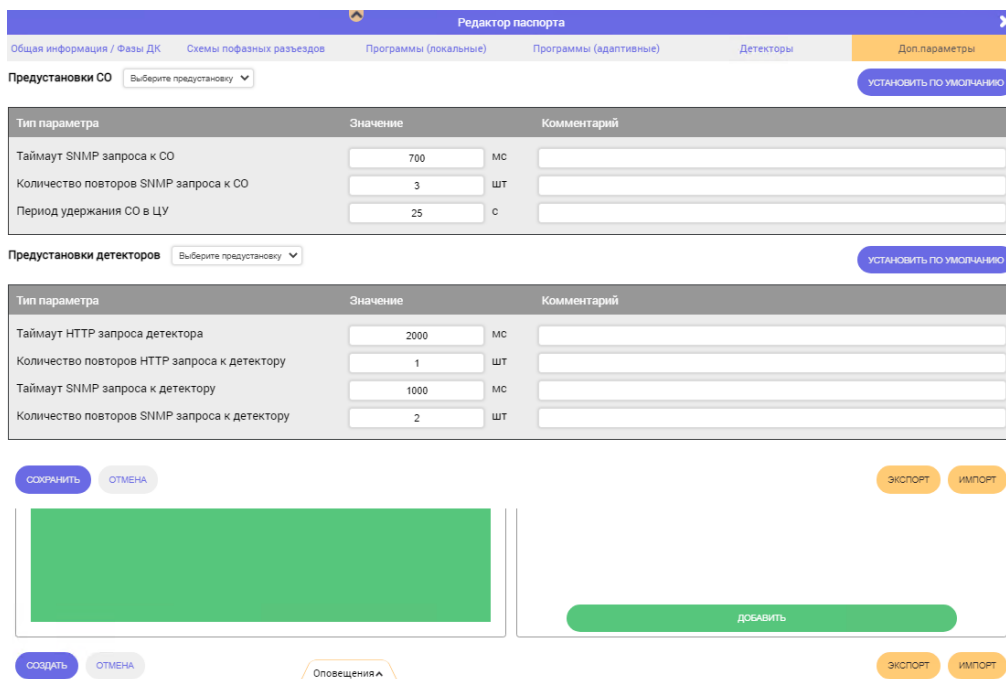 Редактор паспорта
Общая информация / Фазы ДК Схемы пофазных разъездов Программы (локальные) Программы (адаптивные) Детекторы Доп.параметры
Предустановки СО Выберите предустановку УСТАНОВИТЬ ПО УМОЛЧАНИЮ
Тип параметра Значение Комментарий
Таймаут SNMP запроса к СО 700 мс
Количество повторов SNMP запроса к СО 3 шт
Период удержания СО в ЦУ 25 с
Предустановки детекторов Выберите предустановку УСТАНОВИТЬ ПО УМОЛЧАНИЮ
Тип параметра Значение Комментарий
Таймаут HTTP запроса детектора 2000 мс
Количество повторов HTTP запроса к детектору 1 шт
Таймаут SNMP запроса к детектору 1000 мс
Количество повторов SNMP запроса к детектору 2 шт
СОХРАНИТЬ ОТМЕНА ЭКСПОРТ ИМПОРТ
ДОБАВИТЬ
СОЗДАТЬ ОТМЕНА Оповещения ЭКСПОРТ ИМПОРТ